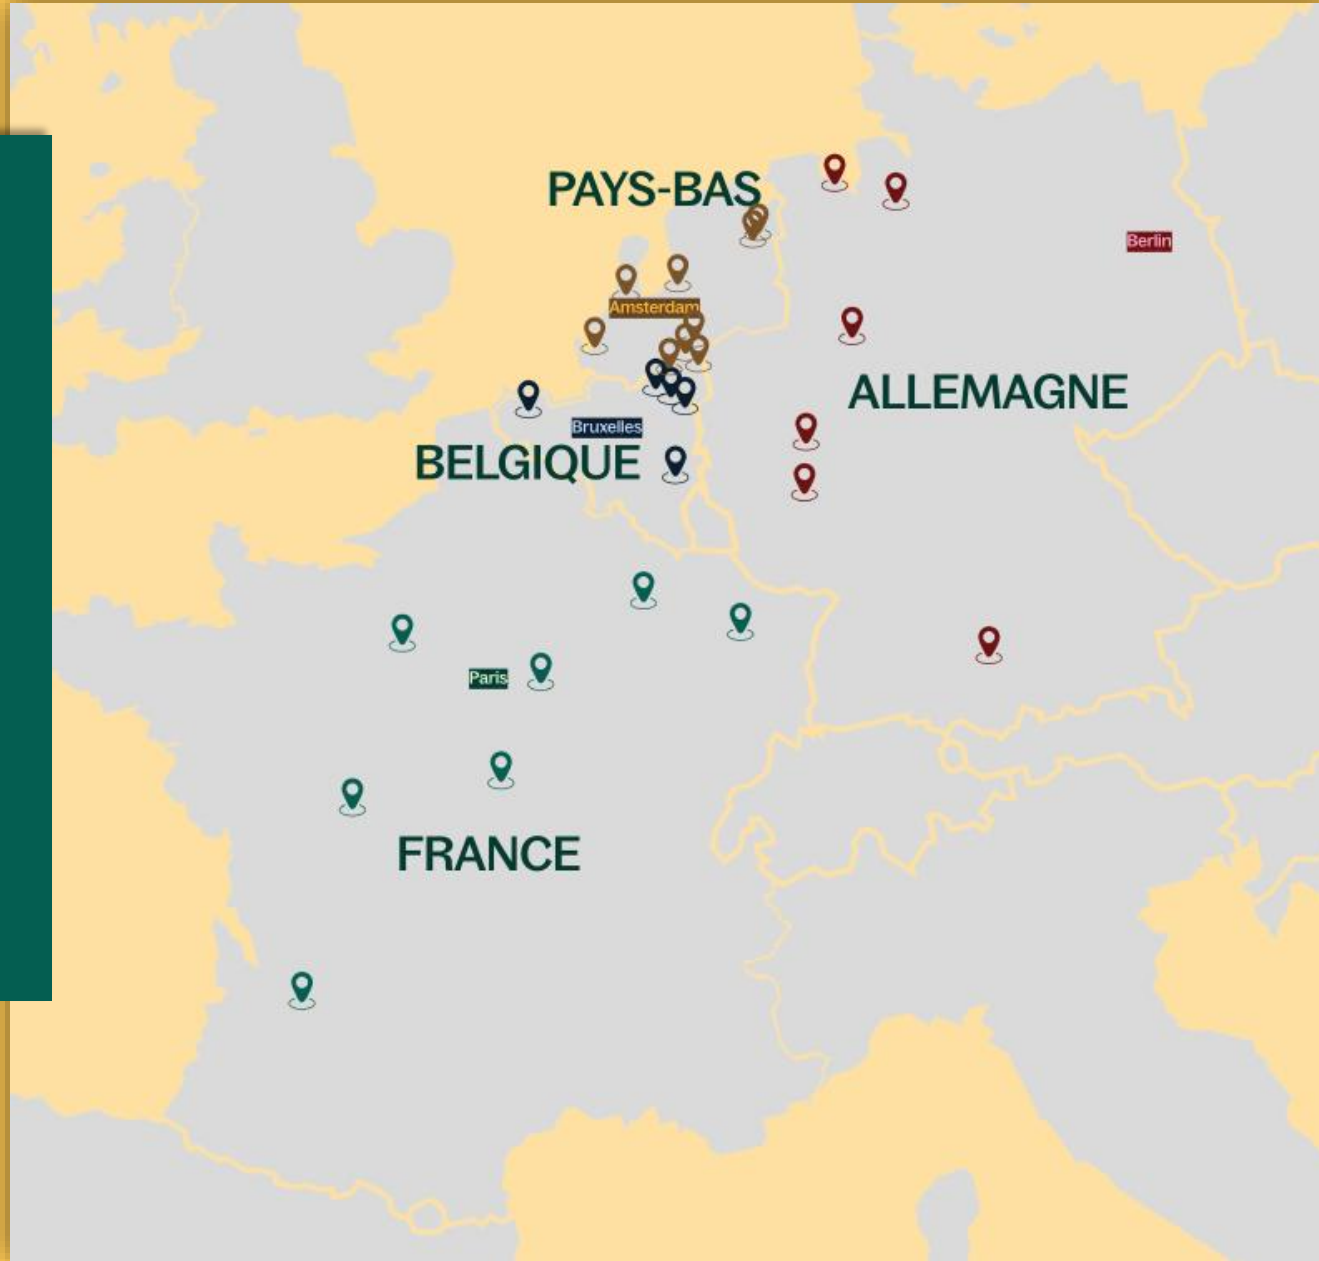 PAYS-BAS
Berlin
Amsterdam
ALLEMAGNE
Bruxelles
BELGIQUE
Paris
FRANCE